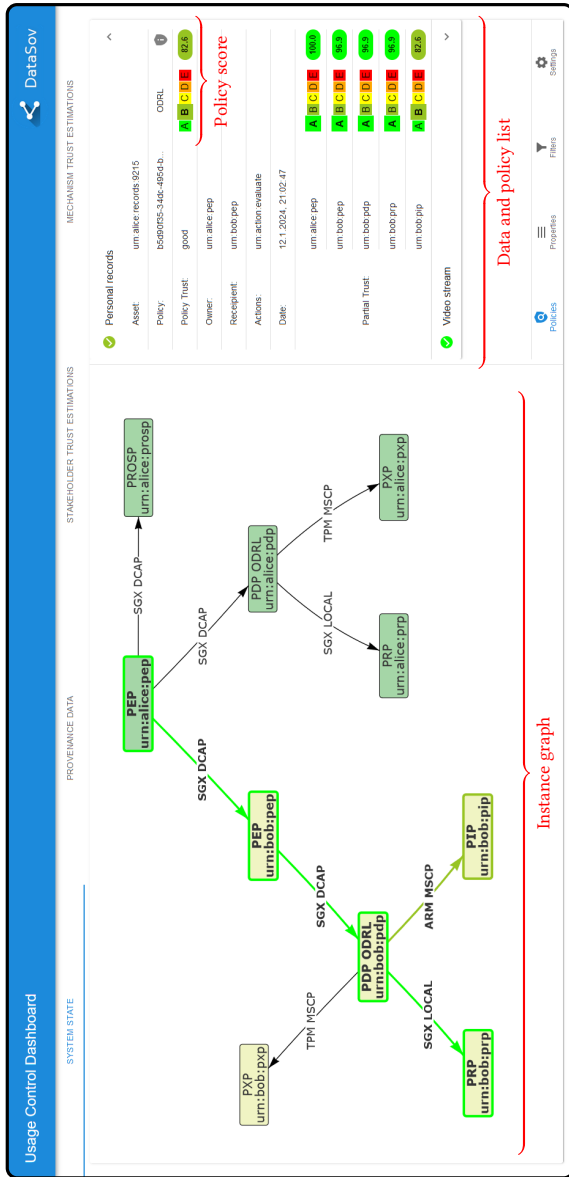 Usage Control Dashboard
DataSov
SYSTEM STATE
PROVENANCE DATA
STAKEHOLDER TRUST ESTIMATIONS
MECHANISM TRUST ESTIMATIONS
PEP
urn:alice:pep
SGX DCAP
PROSP
urn:alice:prosp
SGX DCAP
SGX DCAP
PXP
urn:bob:pxp
PEP
urn:bob:pep
PDP ODRL
urn:alice:pdp
TPM MSCP
SGX DCAP
SGX LOCAL
TPM MSCP
PDP ODRL
urn:bob:pdp
PRP
urn:alice:prp
PXP
urn:alice:pxp
SGX LOCAL
ARM MSCP
PRP
urn:bob:prp
PIP
urn:bob:pip
Instance graph
Personal records
Asset: urn:alice:records:9215
Policy: b5d90f35-34dc-495d-b... ODRL
Policy Trust: good A B C D E 82.6
Owner: urn:alice:pep
Receipient: urn:bob:pep
Actions: urn:action:evaluate
Date: 12.1.2024, 21:02:47
Policy score
Partial Trust:
urn:alice:pep A B C D E 100.0
urn:bob:pep A B C D E 96.9
urn:bob:pdp A B C D E 96.9
urn:bob:prp A B C D E 96.9
urn:bob:pip A B C D E 82.6
Video stream
Data and policy list
Policies
Properties
Filters
Settings